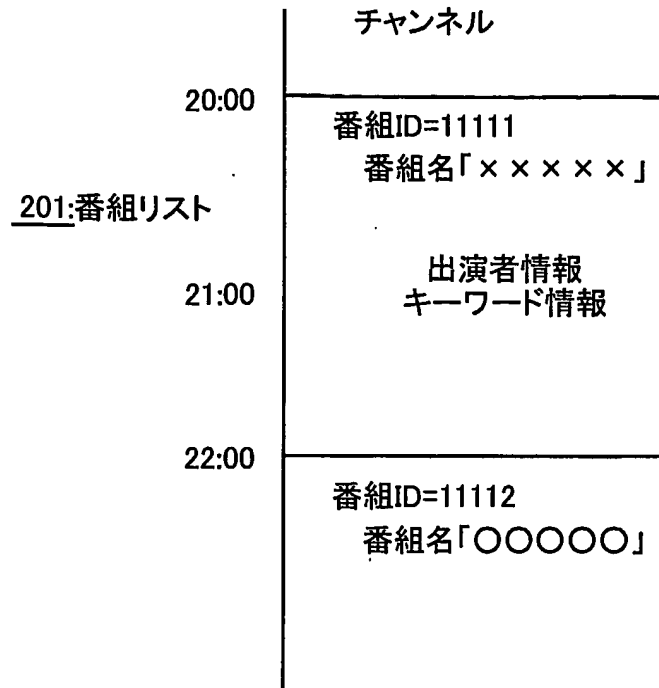 チャンネル
20:00
番組ID=11111
番組名「×××××」
201:番組リスト
出演者情報
21:00
キーワード情報
22:00
番組ID=11112
番組名「○○○○○」